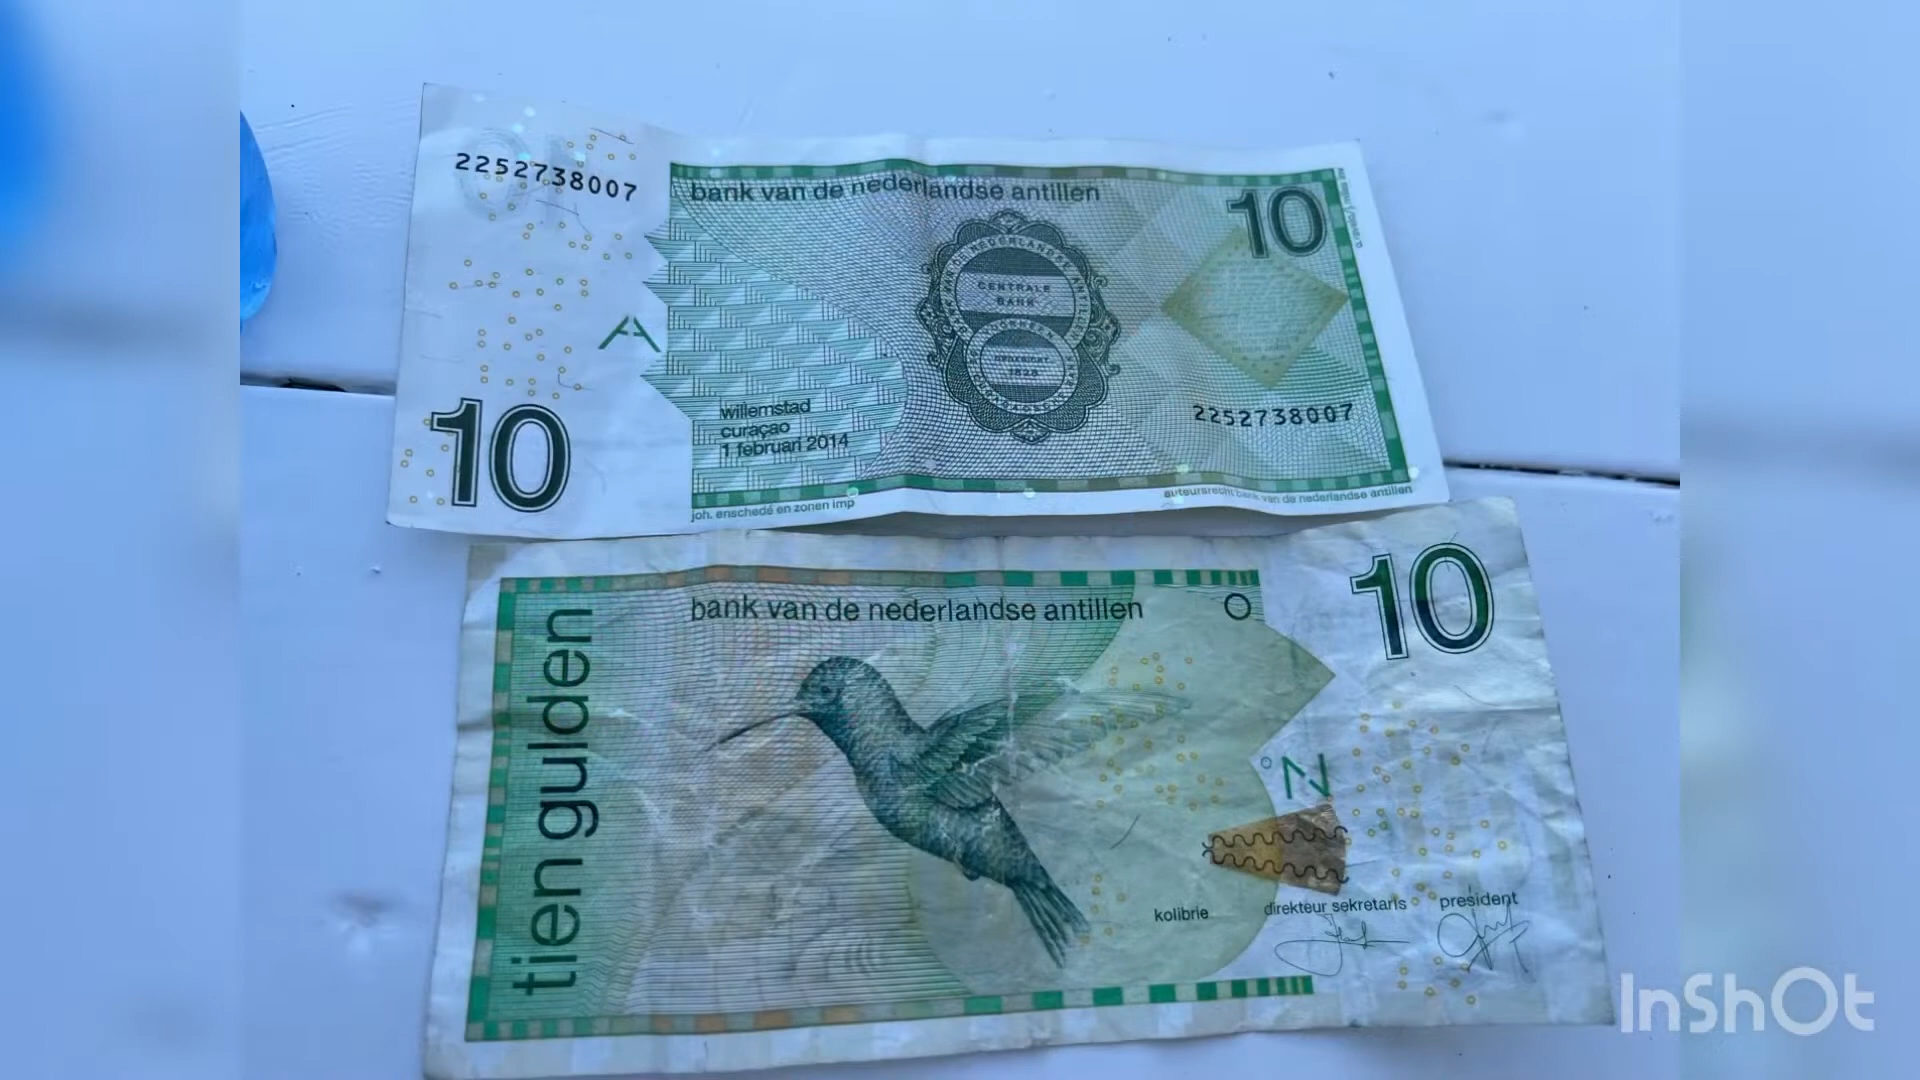 2252738007
bank van de nederlandse antillen
10
CENTRALE
BANK
1828
2252738007
willemstad
curaçao
1 februari 2014
10
joh. enschedé en zonen imp
auteursrecht bank van de nederlandse antillen
10
bank van de nederlandse antillen
tien gulden
kolibrie
direkteur sekretaris
president
InShOt